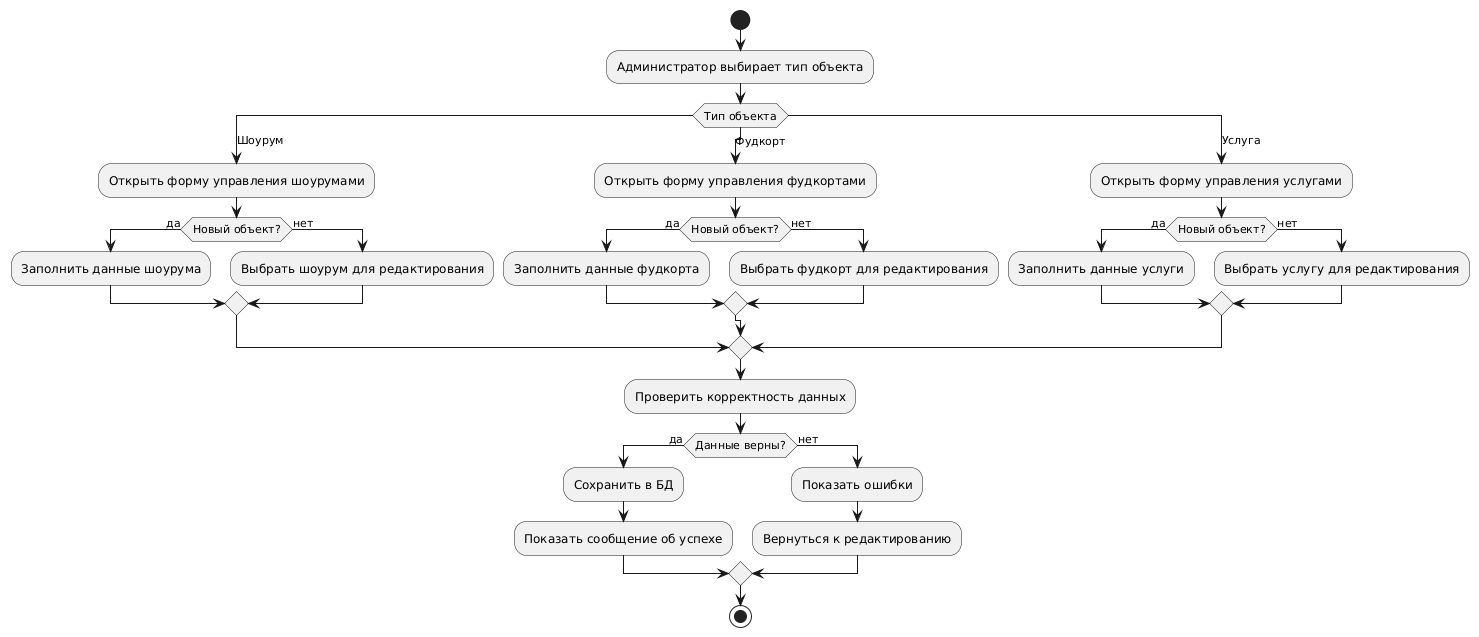 Администратор выбирает тип объекта
Тип объекта
Шоурум
Фудкорт
Услуга
Открыть форму управления шоурумами
Открыть форму управления фудкортами
Открыть форму управления услугами
да
Новый объект?
нет
да
Новый объект?
нет
да
Новый объект?
нет
Заполнить данные шоурума
Выбрать шоурум для редактирования
Заполнить данные фудкорта
Выбрать фудкорт для редактирования
Заполнить данные услуги
Выбрать услугу для редактирования
Проверить корректность данных
да
Данные верны?
нет
Сохранить в БД
Показать ошибки
Показать сообщение об успехе
Вернуться к редактированию